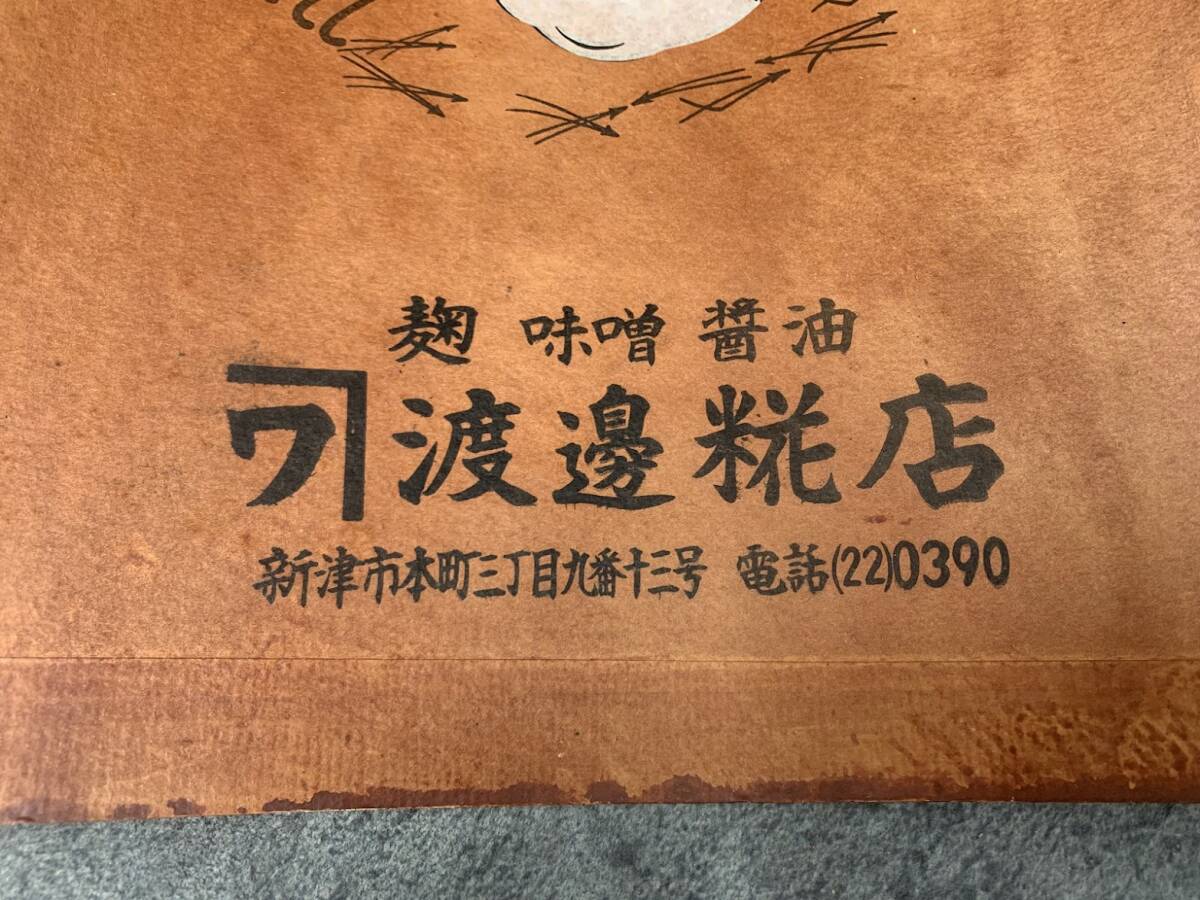 麹 味噌 醤油
ワ 渡邊糀店
新津市本町三丁目九番十三号 電話(22)0390